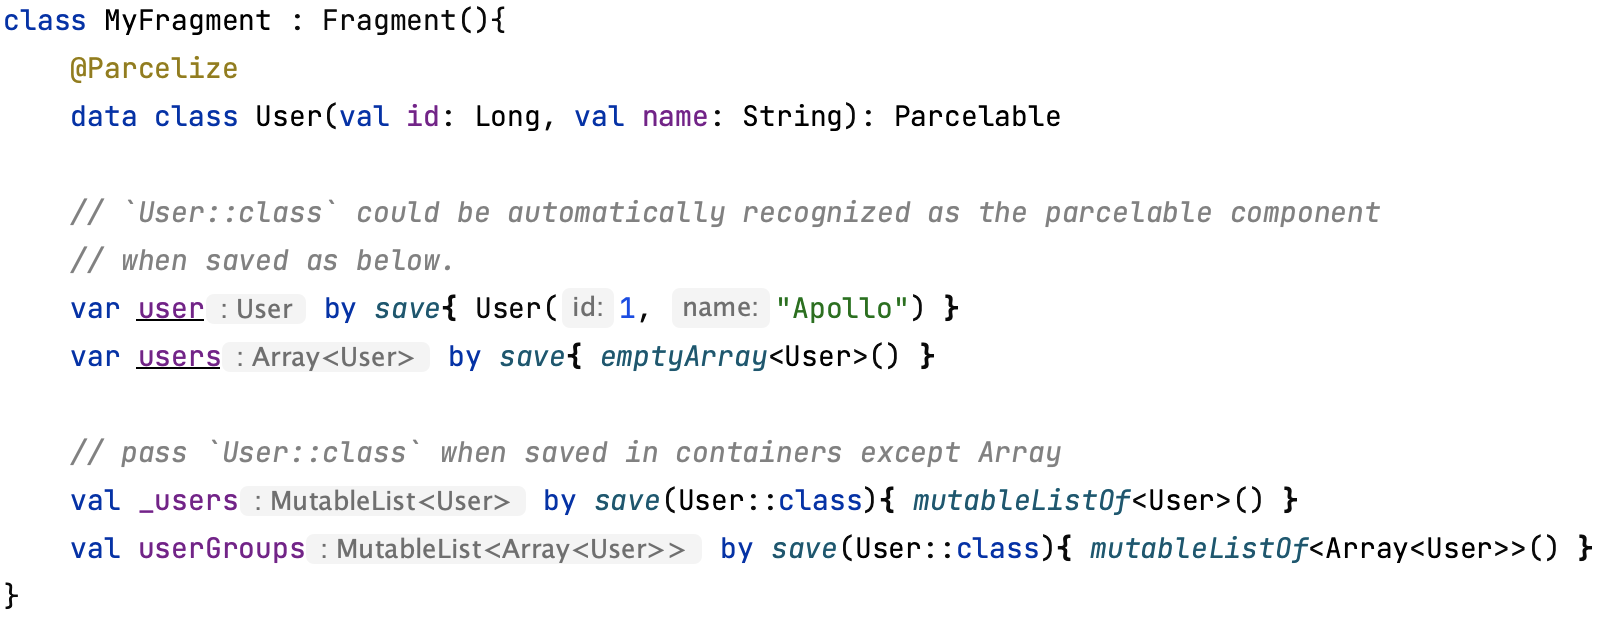 class MyFragment : Fragment(){
    @Parcelize
    data class User(val id: Long, val name: String): Parcelable

    // `User::class` could be automatically recognized as the parcelable component
    // when saved as below.
    var user : User by save{ User( id: 1, name: "Apollo") }
    var users : Array<User> by save{ emptyArray<User>() }

    // pass `User::class` when saved in containers except Array
    val _users : MutableList<User> by save(User::class){ mutableListOf<User>() }
    val userGroups : MutableList<Array<User>> by save(User::class){ mutableListOf<Array<User>>() }
}